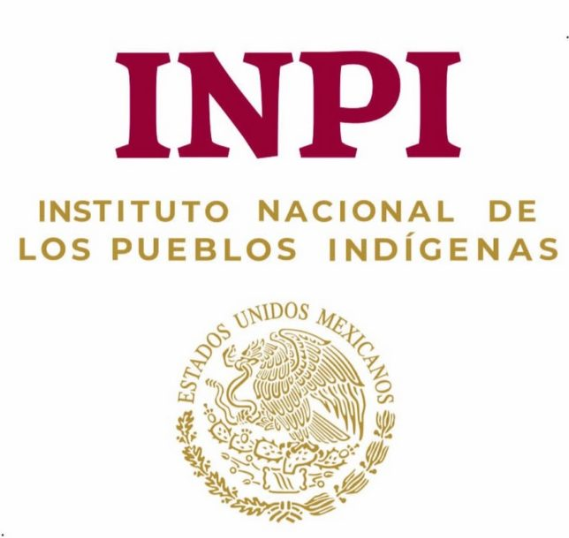 INPI
INSTITUTO NACIONAL DE
LOS PUEBLOS INDÍGENAS
ESTADOS UNIDOS MEXICANOS